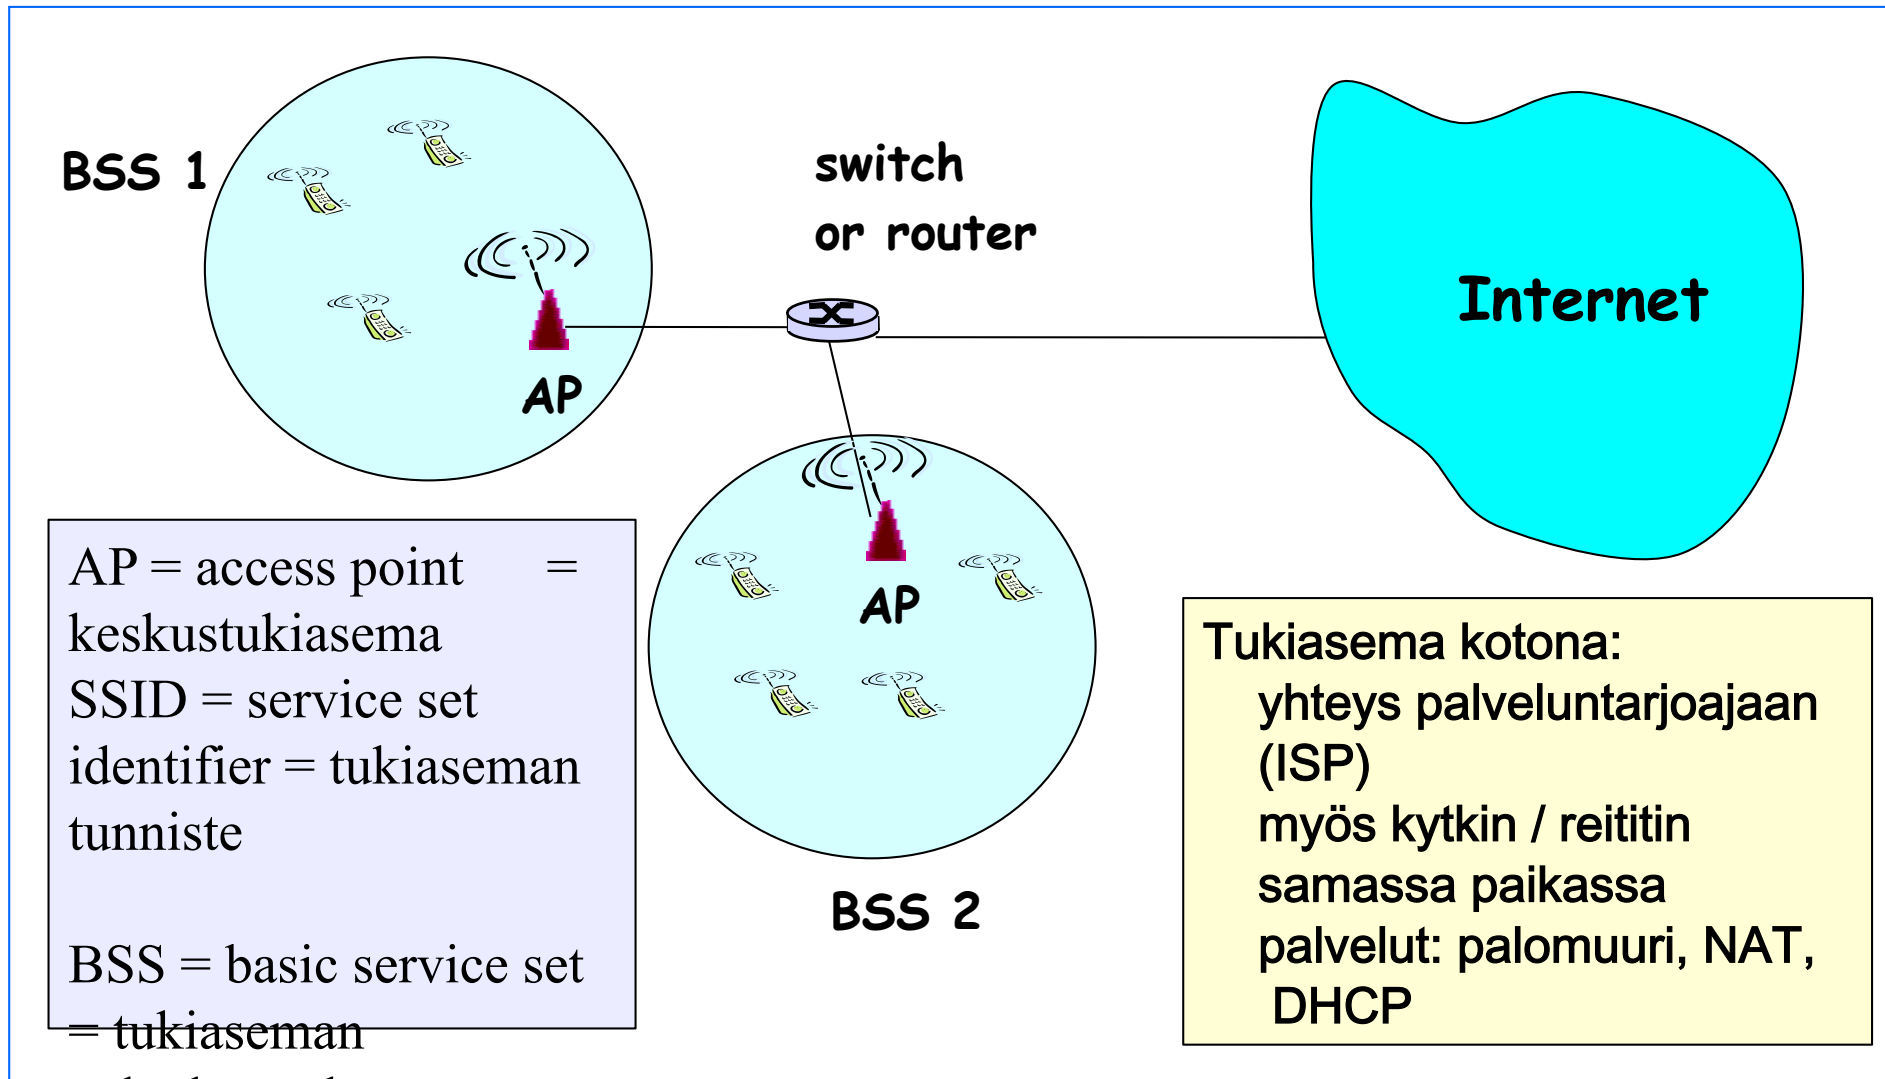 BSS 1
switch
or router
Internet
AP
AP
BSS 2
AP = access point =
keskustukiasema
SSID = service set
identifier = tukiaseman
tunniste
BSS = basic service set
= tukiaseman
Tukiasema kotona:
yhteys palveluntarjoajaan
(ISP)
myös kytkin / reititin
samassa paikassa
palvelut: palomuuri, NAT,
DHCP